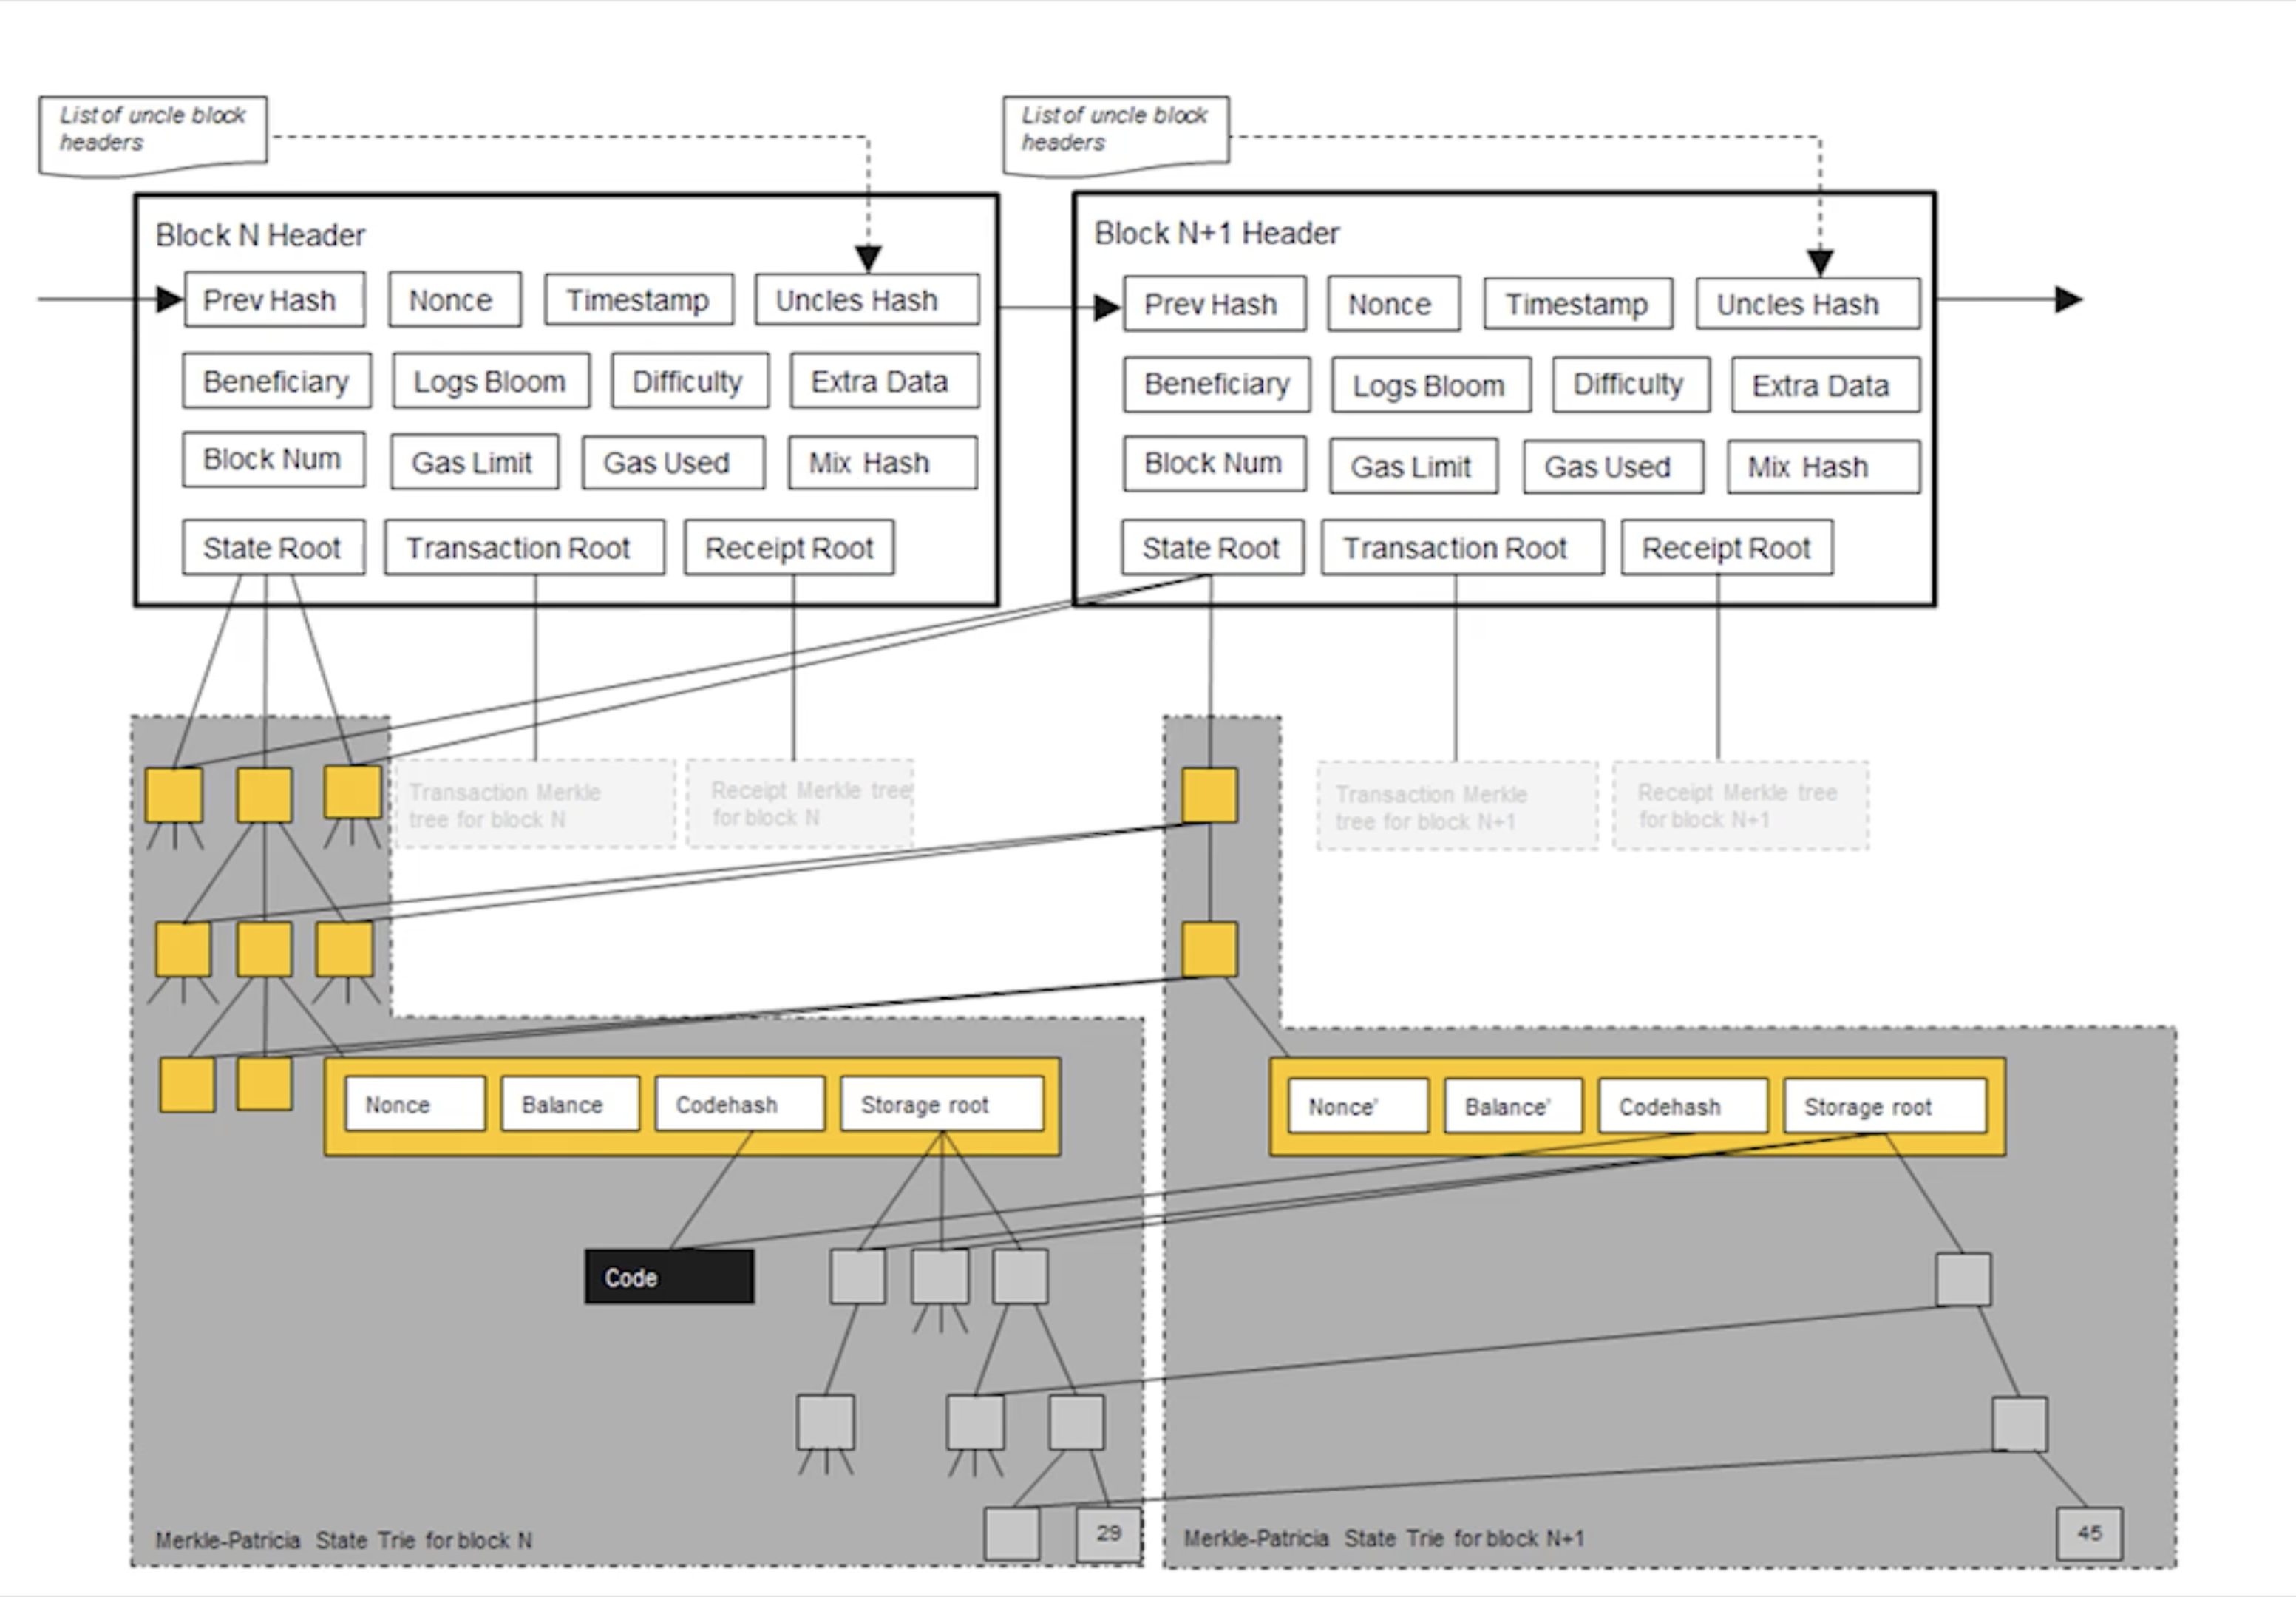 List of uncle block
headers
List of uncle block
headers
Block N Header
Prev Hash
Nonce
Timestamp
Uncles Hash
Beneficiary
Logs Bloom
Difficulty
Extra Data
Block Num
Gas Limit
Gas Used
Mix Hash
State Root
Transaction Root
Receipt Root
Block N+1 Header
Prev Hash
Nonce
Timestamp
Uncles Hash
Beneficiary
Logs Bloom
Difficulty
Extra Data
Block Num
Gas Limit
Gas Used
Mix Hash
State Root
Transaction Root
Receipt Root
Transaction Merkle
tree for block N
Receipt Merkle tree
for block N
Transaction Merkle
tree for block N+1
Receipt Merkle tree
for block N+1
Nonce
Balance
Codehash
Storage root
Nonce'
Balance'
Codehash
Storage root
Code
29
45
Merkle-Patricia State Trie for block N
Merkle-Patricia State Trie for block N+1